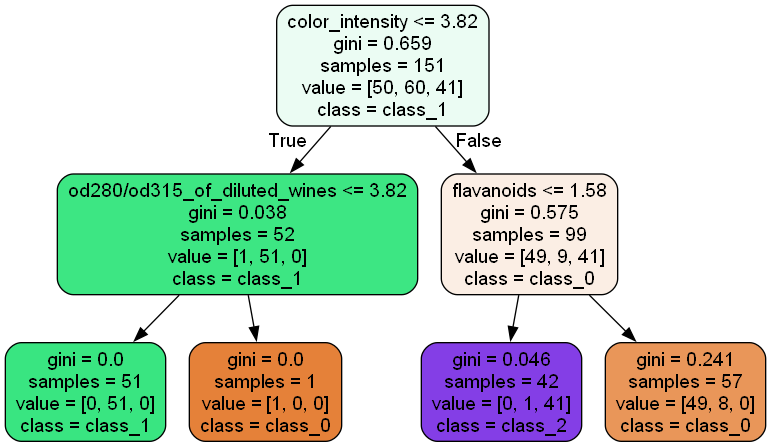 color_intensity <= 3.82
gini = 0.659
samples = 151
value = [50, 60, 41]
class = class_1
True
False
od280/od315_of_diluted_wines <= 3.82
gini = 0.038
samples = 52
value = [1, 51, 0]
class = class_1
flavanoids <= 1.58
gini = 0.575
samples = 99
value = [49, 9, 41]
class = class_0
gini = 0.0
samples = 51
value = [0, 51, 0]
class = class_1
gini = 0.0
samples = 1
value = [1, 0, 0]
class = class_0
gini = 0.046
samples = 42
value = [0, 1, 41]
class = class_2
gini = 0.241
samples = 57
value = [49, 8, 0]
class = class_0